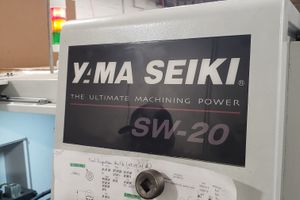 YAMA SEIKI®
THE ULTIMATE MACHINING POWER
SW-20